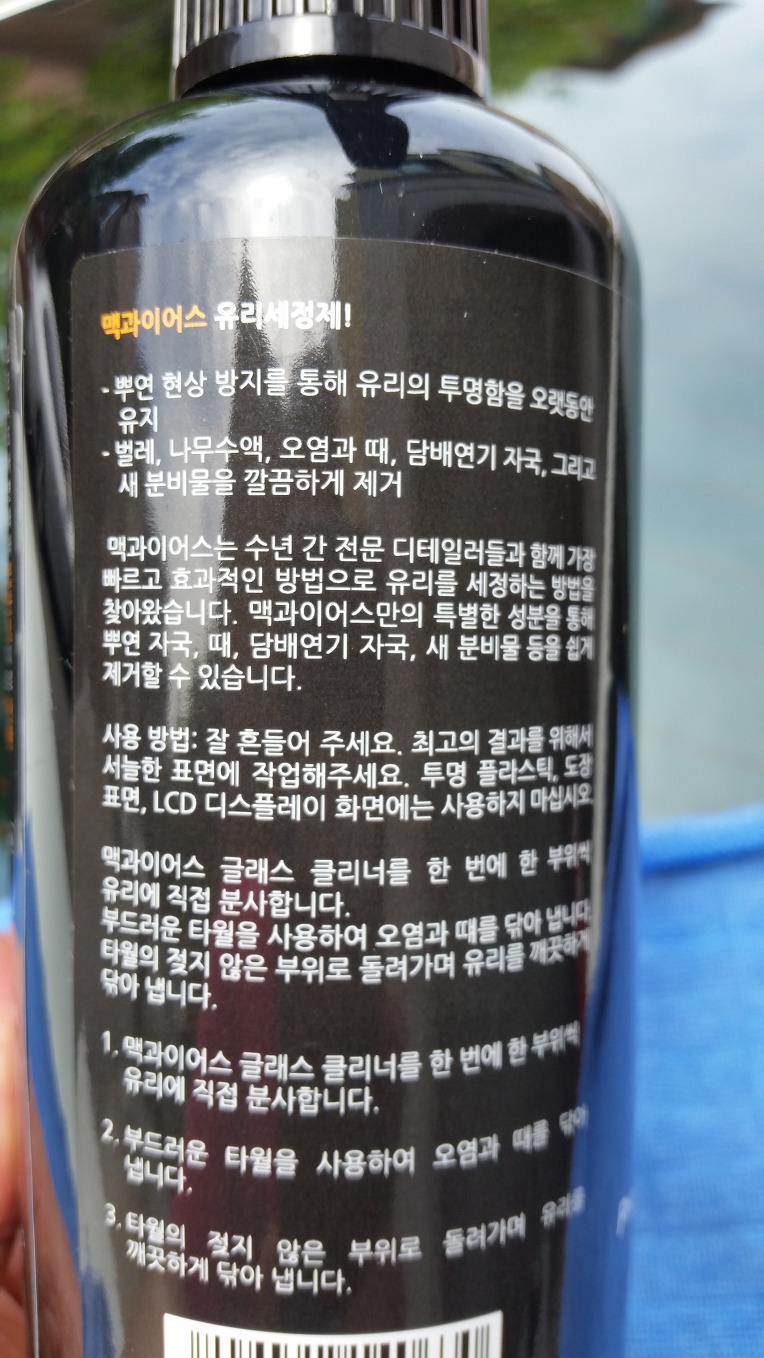 맥과이어스 유리세정제!
- 뿌연 현상 방지를 통해 유리의 투명함을 오랫동안
유지
- 벌레, 나무수액, 오염과 때, 담배연기 자국, 그리고
새 분비물을 깔끔하게 제거
맥과이어스는 수년 간 전문 디테일러들과 함께 가장
빠르고 효과적인 방법으로 유리를 세정하는 방법을
찾아왔습니다. 맥과이어스만의 특별한 성분을 통해
뿌연 자국, 때, 담배연기 자국, 새 분비물 등을 쉽게
제거할 수 있습니다.
사용 방법: 잘 흔들어 주세요. 최고의 결과를 위해서
서늘한 표면에 작업해주세요. 투명 플라스틱, 도장
표면, LCD 디스플레이 화면에는 사용하지 마십시오.
맥과이어스 글래스 클리너를 한 번에 한 부위씩
유리에 직접 분사합니다.
부드러운 타월을 사용하여 오염과 때를 닦아 냅니다.
타월의 젖지 않은 부위로 돌려가며 유리를 깨끗하게
닦아 냅니다.
1. 맥과이어스 글래스 클리너를 한 번에 한 부위씩
유리에 직접 분사합니다.
2. 부드러운 타월을 사용하여 오염과 때를 닦아
냅니다.
3. 타월의 젖지 않은 부위로 돌려가며 유리를
깨끗하게 닦아 냅니다.